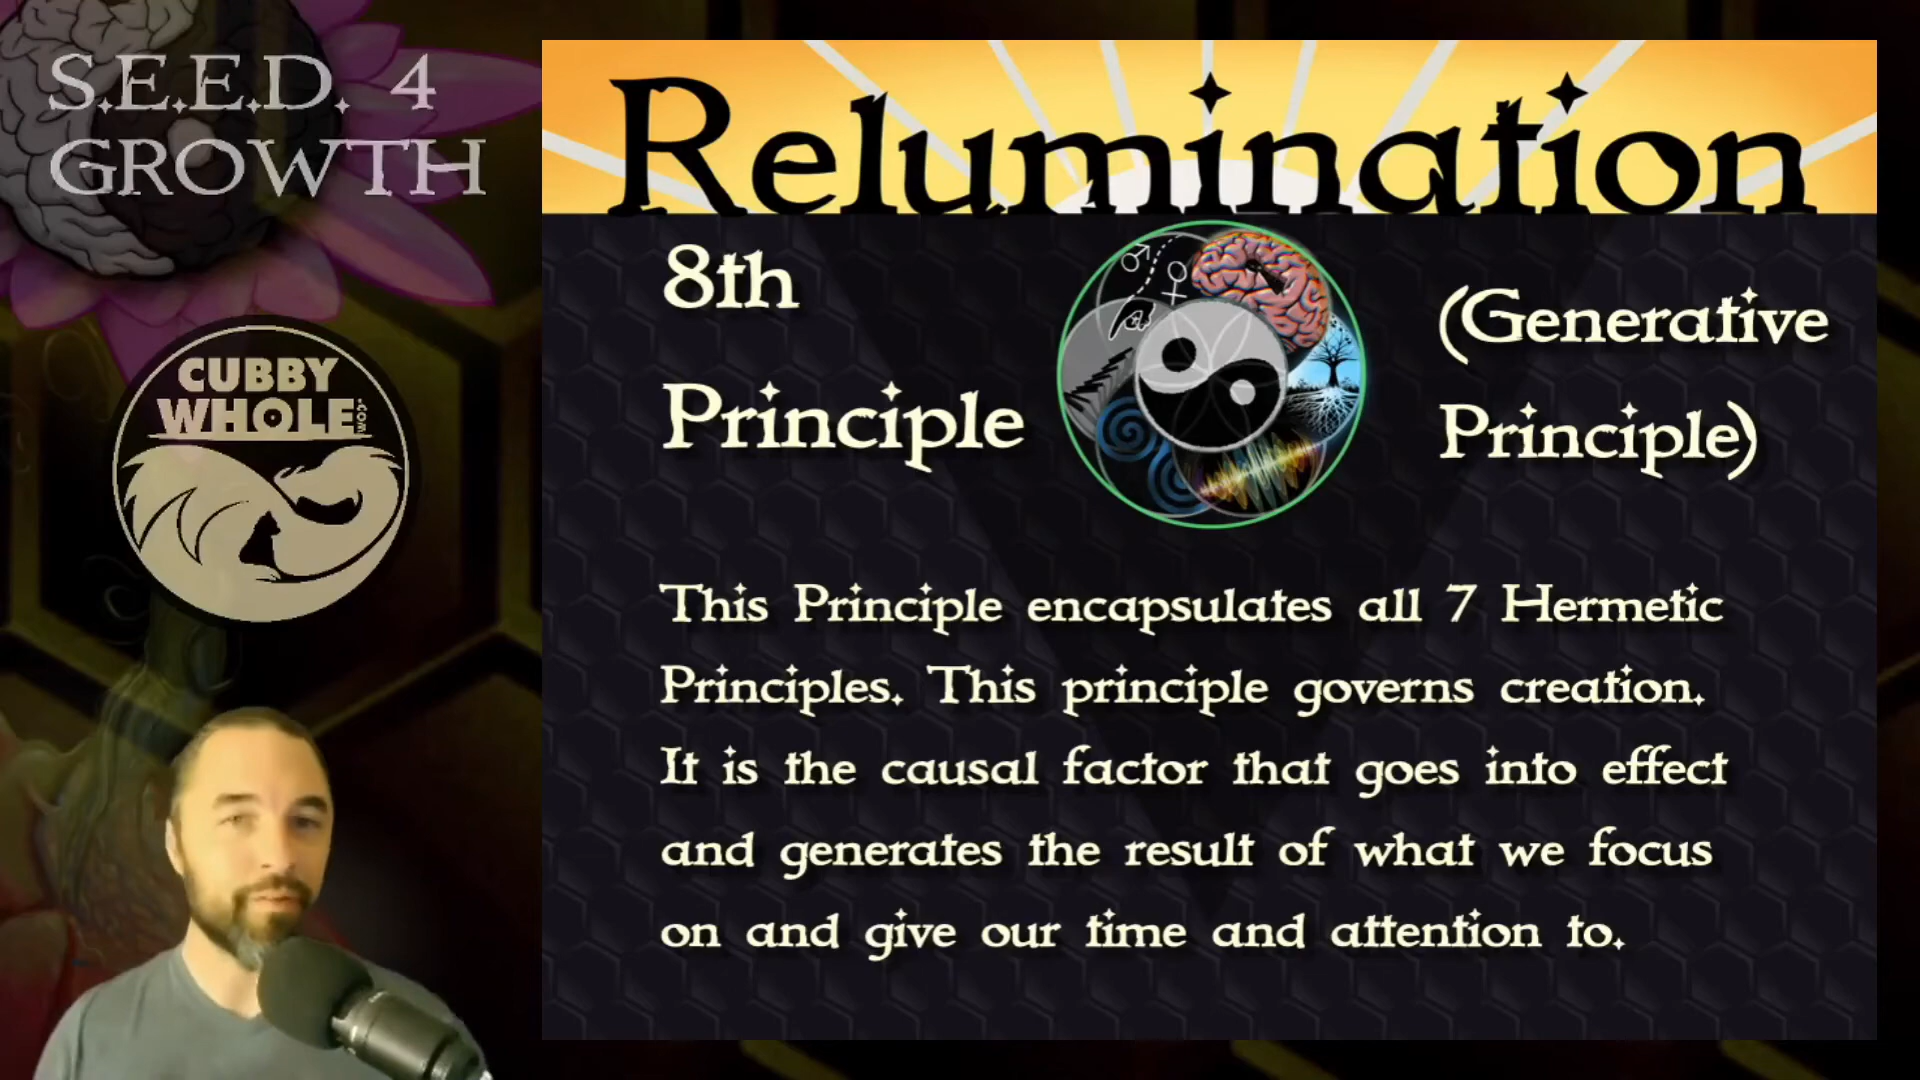 S.E.E.D. 4
GROWTH
CUBBY
WHOLE.COM
Relumination
8th
Principle
(Generative
Principle)
This Principle encapsulates all 7 Hermetic
Principles. This principle governs creation.
It is the causal factor that goes into effect
and generates the result of what we focus
on and give our time and attention to.